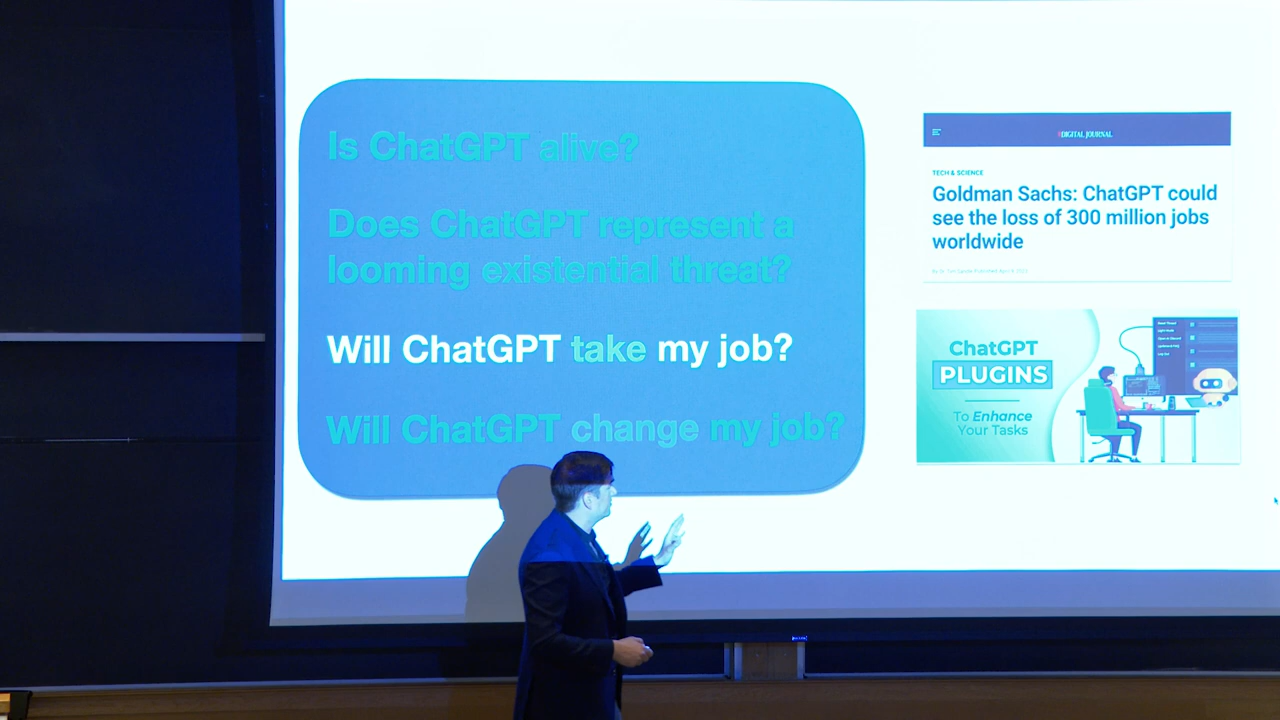 Is ChatGPT alive?
Does ChatGPT represent a
looming existential threat?
Will ChatGPT take my job?
Will ChatGPT change my job?
DIGITAL JOURNAL
TECH & SCIENCE
Goldman Sachs: ChatGPT could
see the loss of 300 million jobs
worldwide
ChatGPT
PLUGINS
To Enhance
Your Tasks